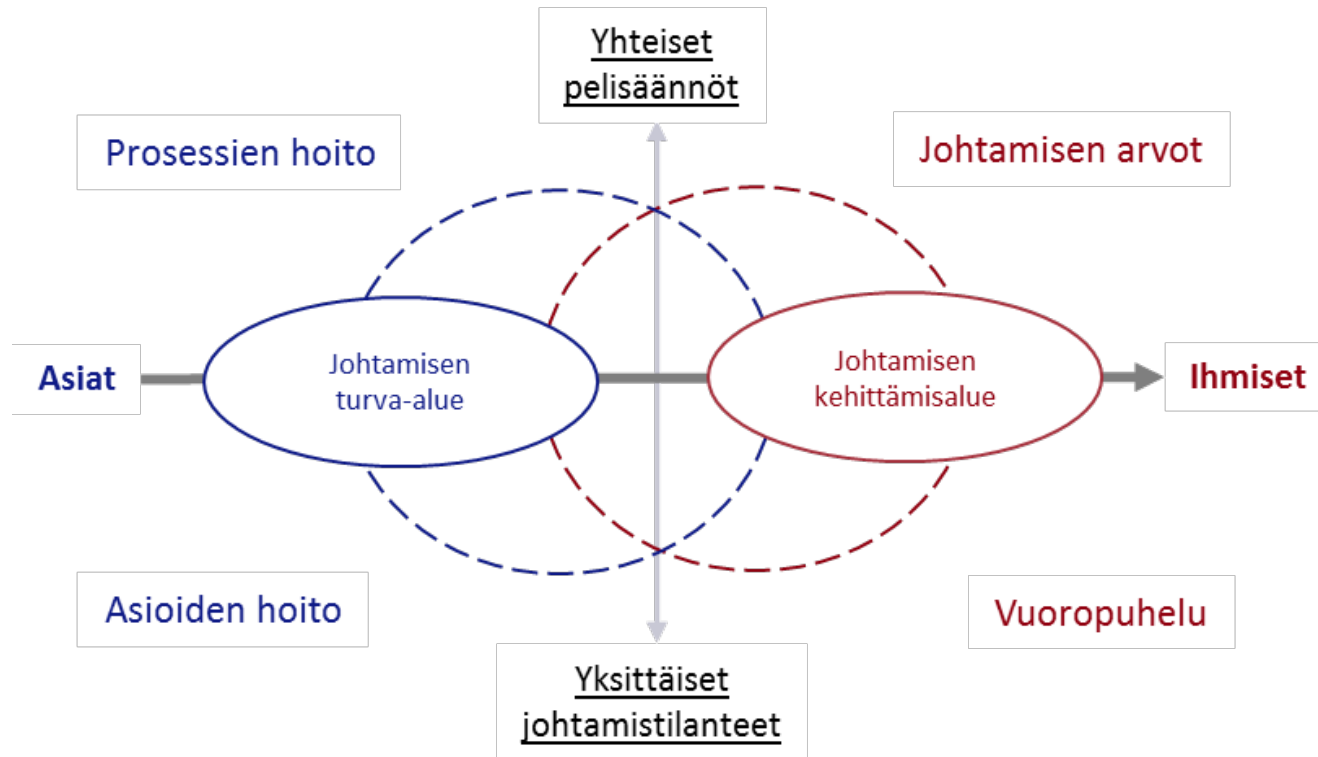 Yhteiset
pelisäännöt
Prosessien hoito
Johtamisen arvot
Asiat
Johtamisen
turva-alue
Johtamisen
kehittämisalue
Ihmiset
Asioiden hoito
Vuoropuhelu
Yksittäiset
johtamistilanteet